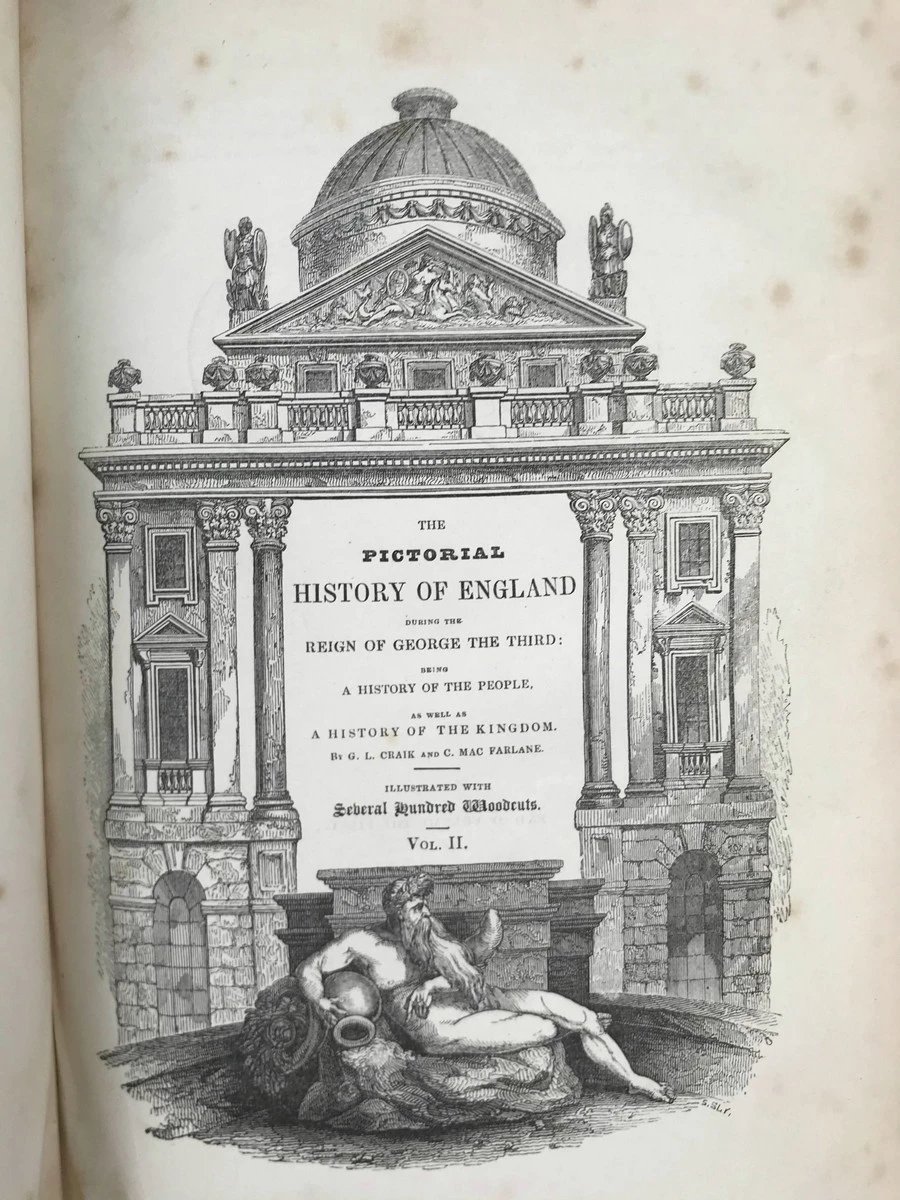 THE
PICTORIAL
HISTORY OF ENGLAND
DURING THE
REIGN OF GEORGE THE THIRD:
BEING
A HISTORY OF THE PEOPLE,
AS WELL AS
A HISTORY OF THE KINGDOM.
BY G. L. CRAIK AND C. MAC FARLANE.
ILLUSTRATED WITH
Several Hundred Woodcuts.
VOL. II.